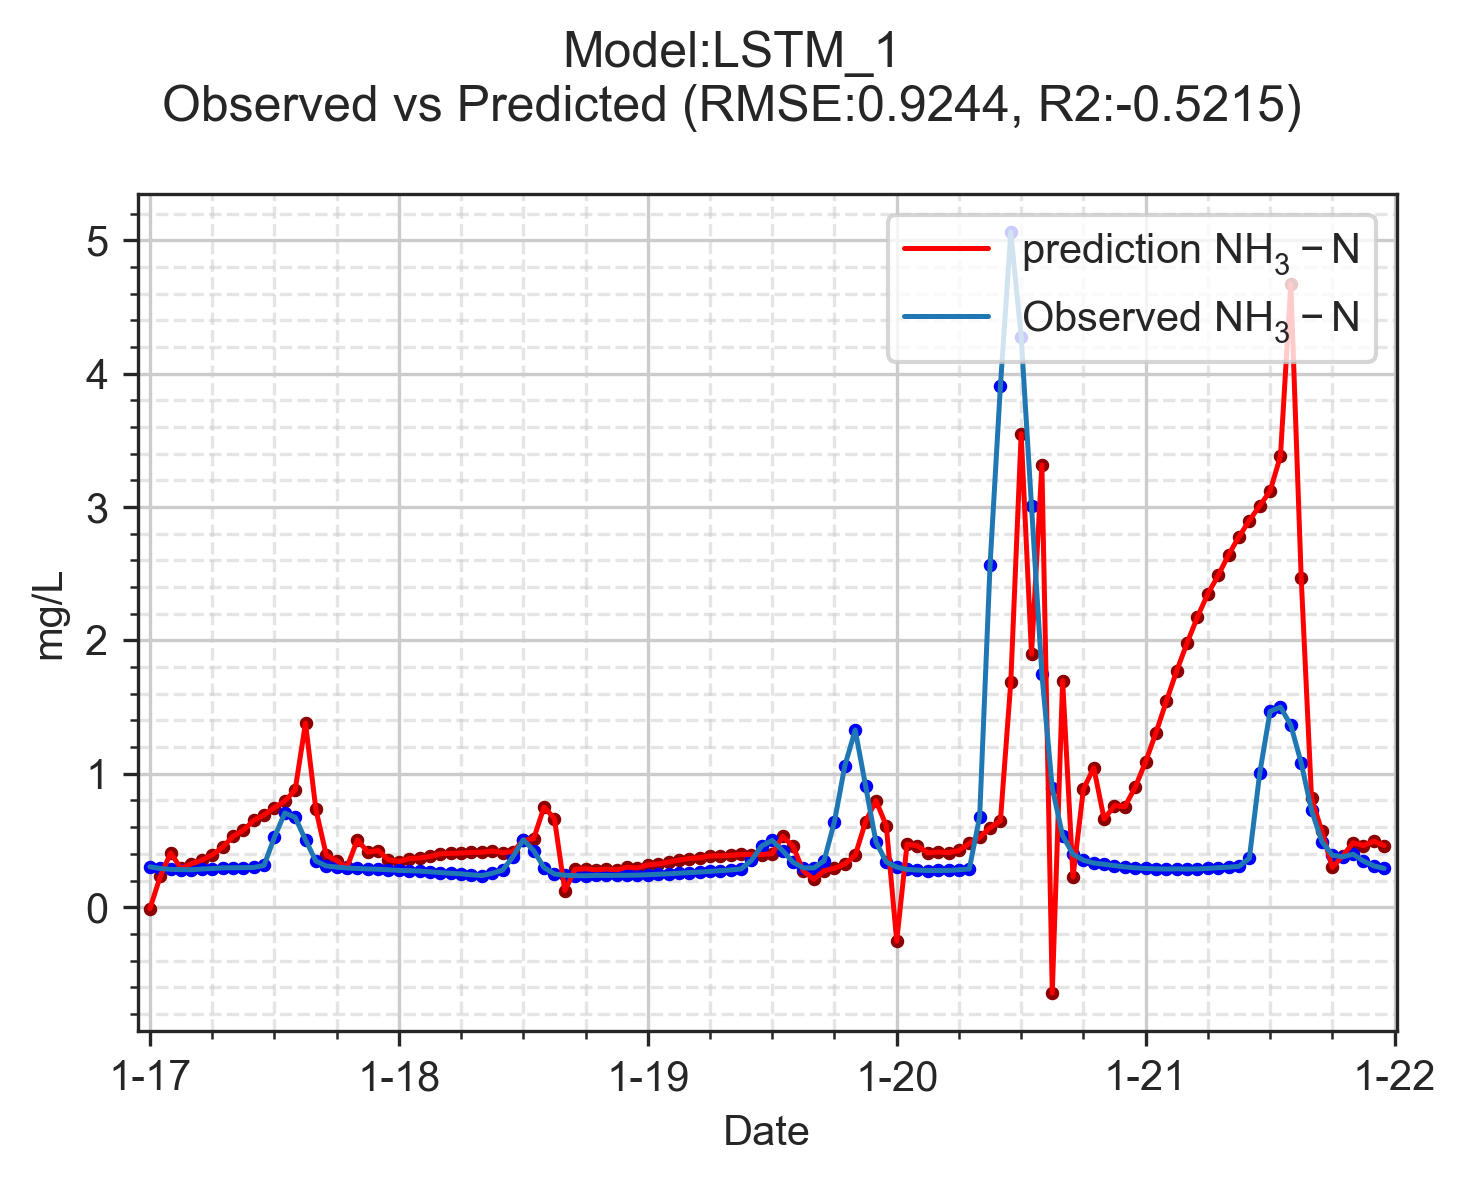 Model:LSTM_1
Observed vs Predicted (RMSE:0.9244, R2:-0.5215)
prediction NH₃ − N
Observed NH₃ − N
mg/L
5
4
3
2
1
0
1-17
1-18
1-19
1-20
1-21
1-22
Date